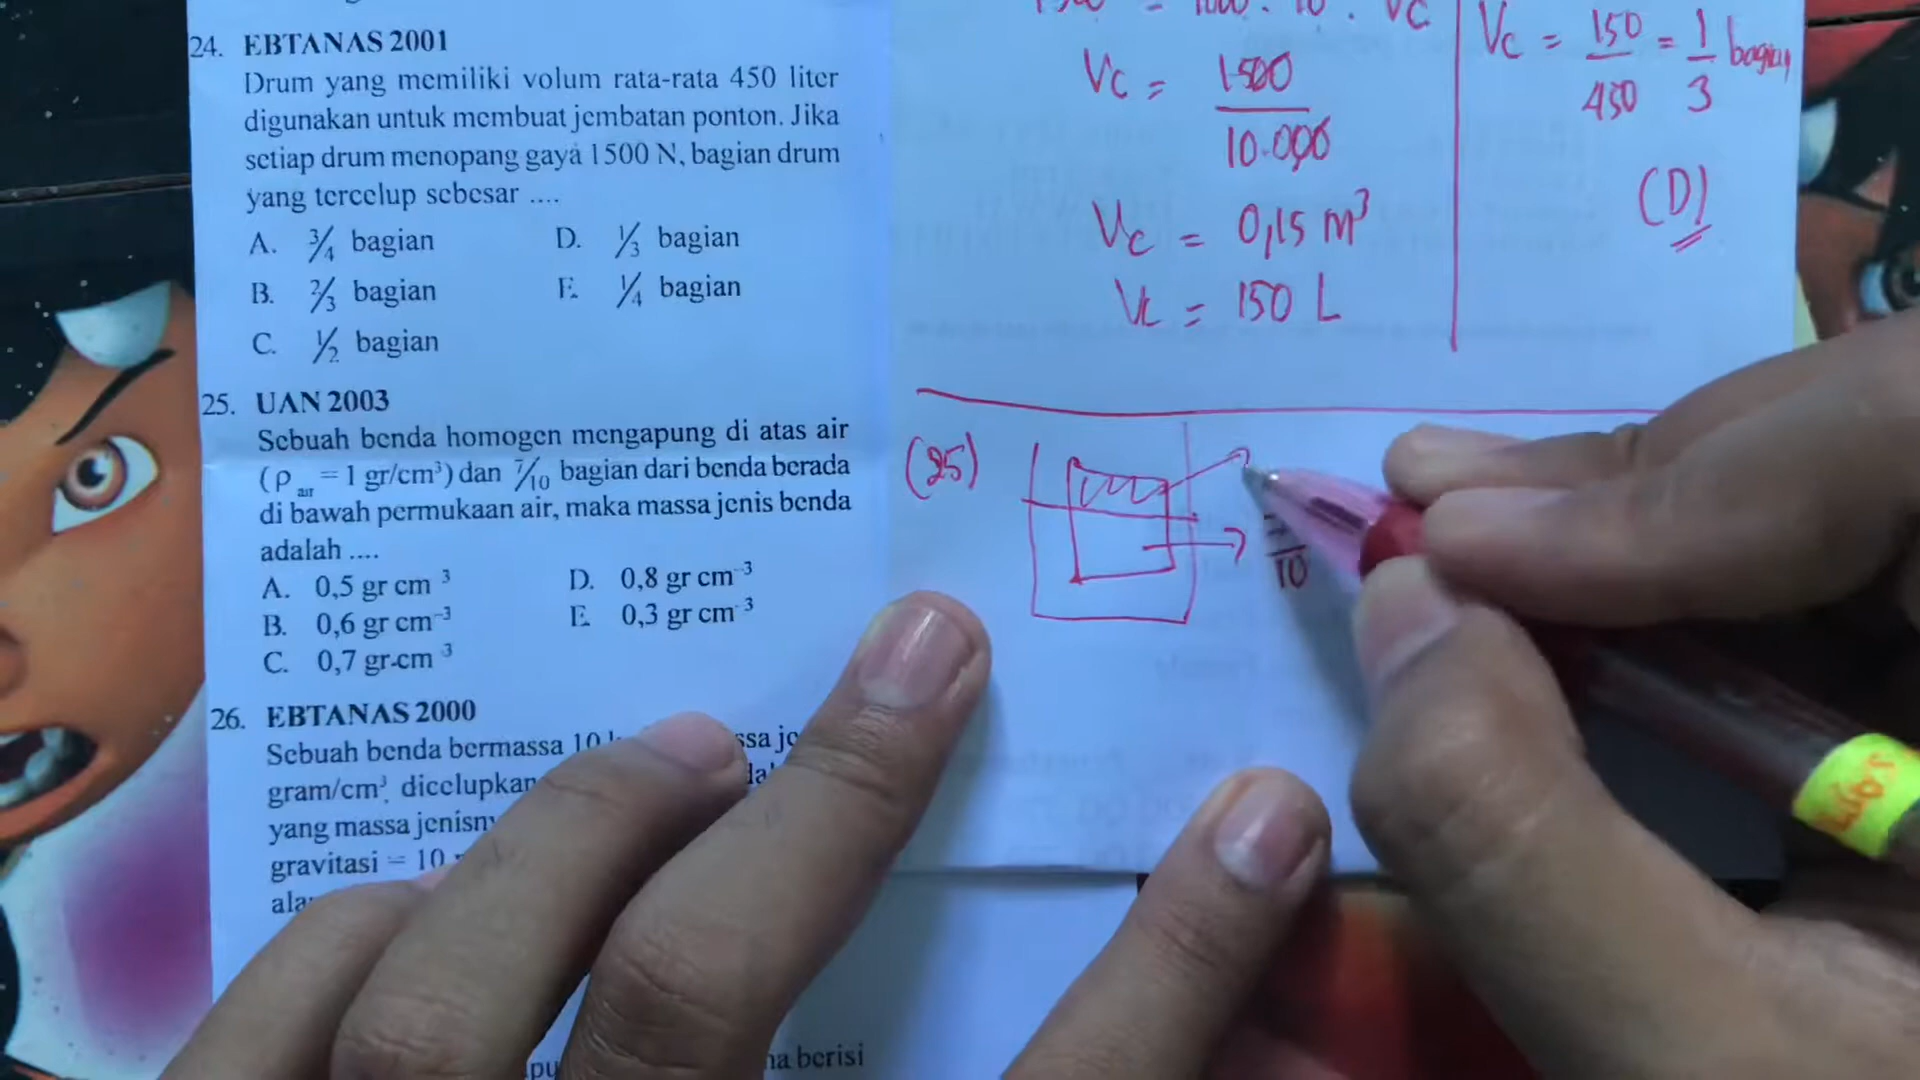 24. EBTANAS 2001
Drum yang memiliki volum rata-rata 450 liter
digunakan untuk membuat jembatan ponton. Jika
setiap drum menopang gaya 1500 N, bagian drum
yang tercelup sebesar ....
A. 3/4 bagian D. 1/3 bagian
B. 2/3 bagian E. 1/4 bagian
C. 1/2 bagian
25. UAN 2003
Sebuah benda homogen mengapung di atas air
(ρ air = 1 gr/cm³) dan 7/10 bagian dari benda berada
di bawah permukaan air, maka massa jenis benda
adalah ....
A. 0,5 gr cm⁻³ D. 0,8 gr cm⁻³
B. 0,6 gr cm⁻³ E. 0,3 gr cm⁻³
C. 0,7 gr cm⁻³
26. EBTANAS 2000
Sebuah benda bermassa 10
gram/cm³ dicelupkan
yang massa
gravitasi = 10
berisi
Vc = 1500
10.000
Vc = 0,15 m³
Vc = 150 L
Vc = 150/450 = 1/3 bagian
(D)
(25)
10